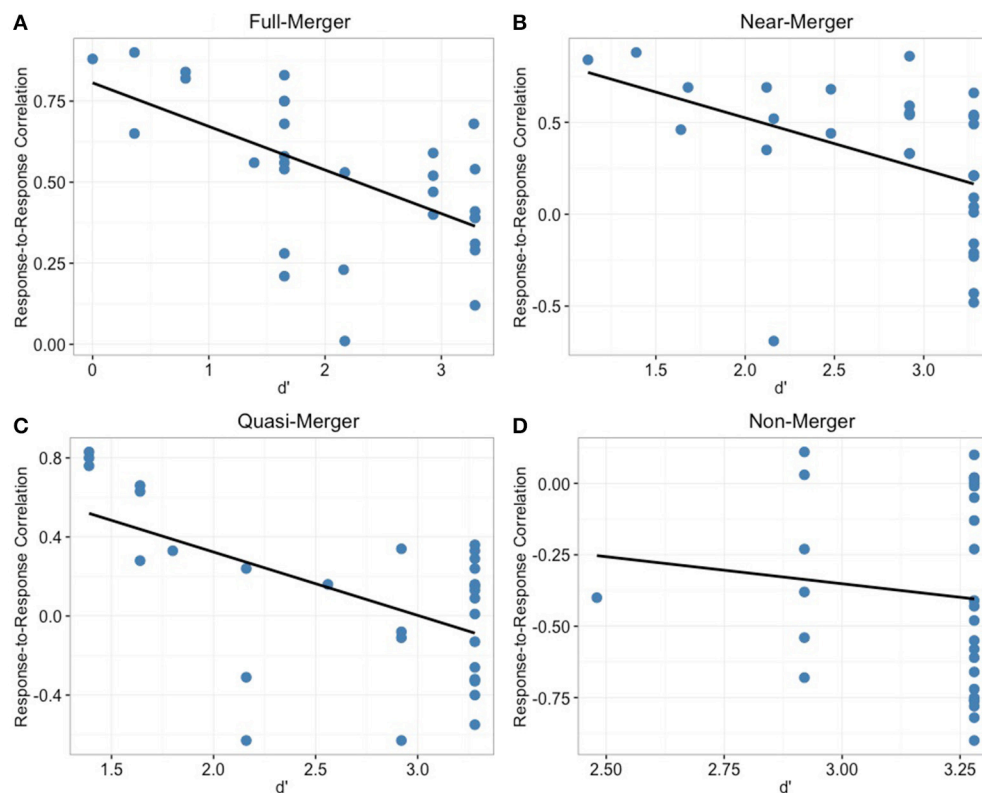 A
Full-Merger
Response-to-Response Correlation
0.75
0.50
0.25
0.00
0
1
2
3
d'
B
Near-Merger
Response-to-Response Correlation
0.5
0.0
-0.5
1.5
2.0
2.5
3.0
d'
C
Quasi-Merger
Response-to-Response Correlation
0.8
0.4
0.0
-0.4
1.5
2.0
2.5
3.0
d'
D
Non-Merger
Response-to-Response Correlation
0.00
-0.25
-0.50
-0.75
2.50
2.75
3.00
3.25
d'